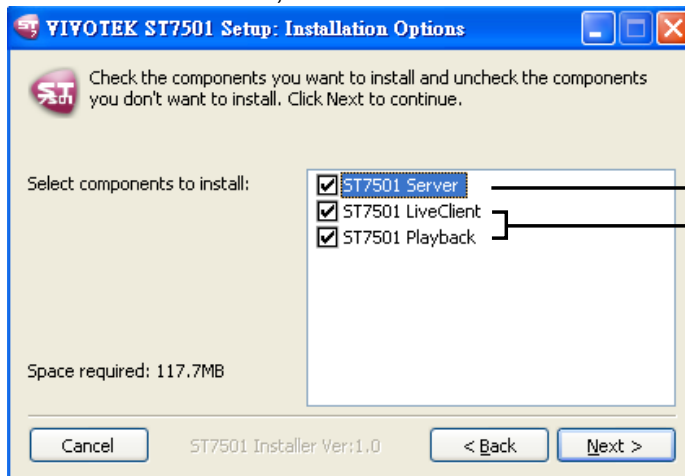 VIVOTEK ST7501 Setup: Installation Options
ST
7501
Check the components you want to install and uncheck the components
you don't want to install. Click Next to continue.
Select components to install:
ST7501 Server
ST7501 LiveClient
ST7501 Playback
Space required: 117.7MB
Cancel
ST7501 Installer Ver:1.0
< Back
Next >